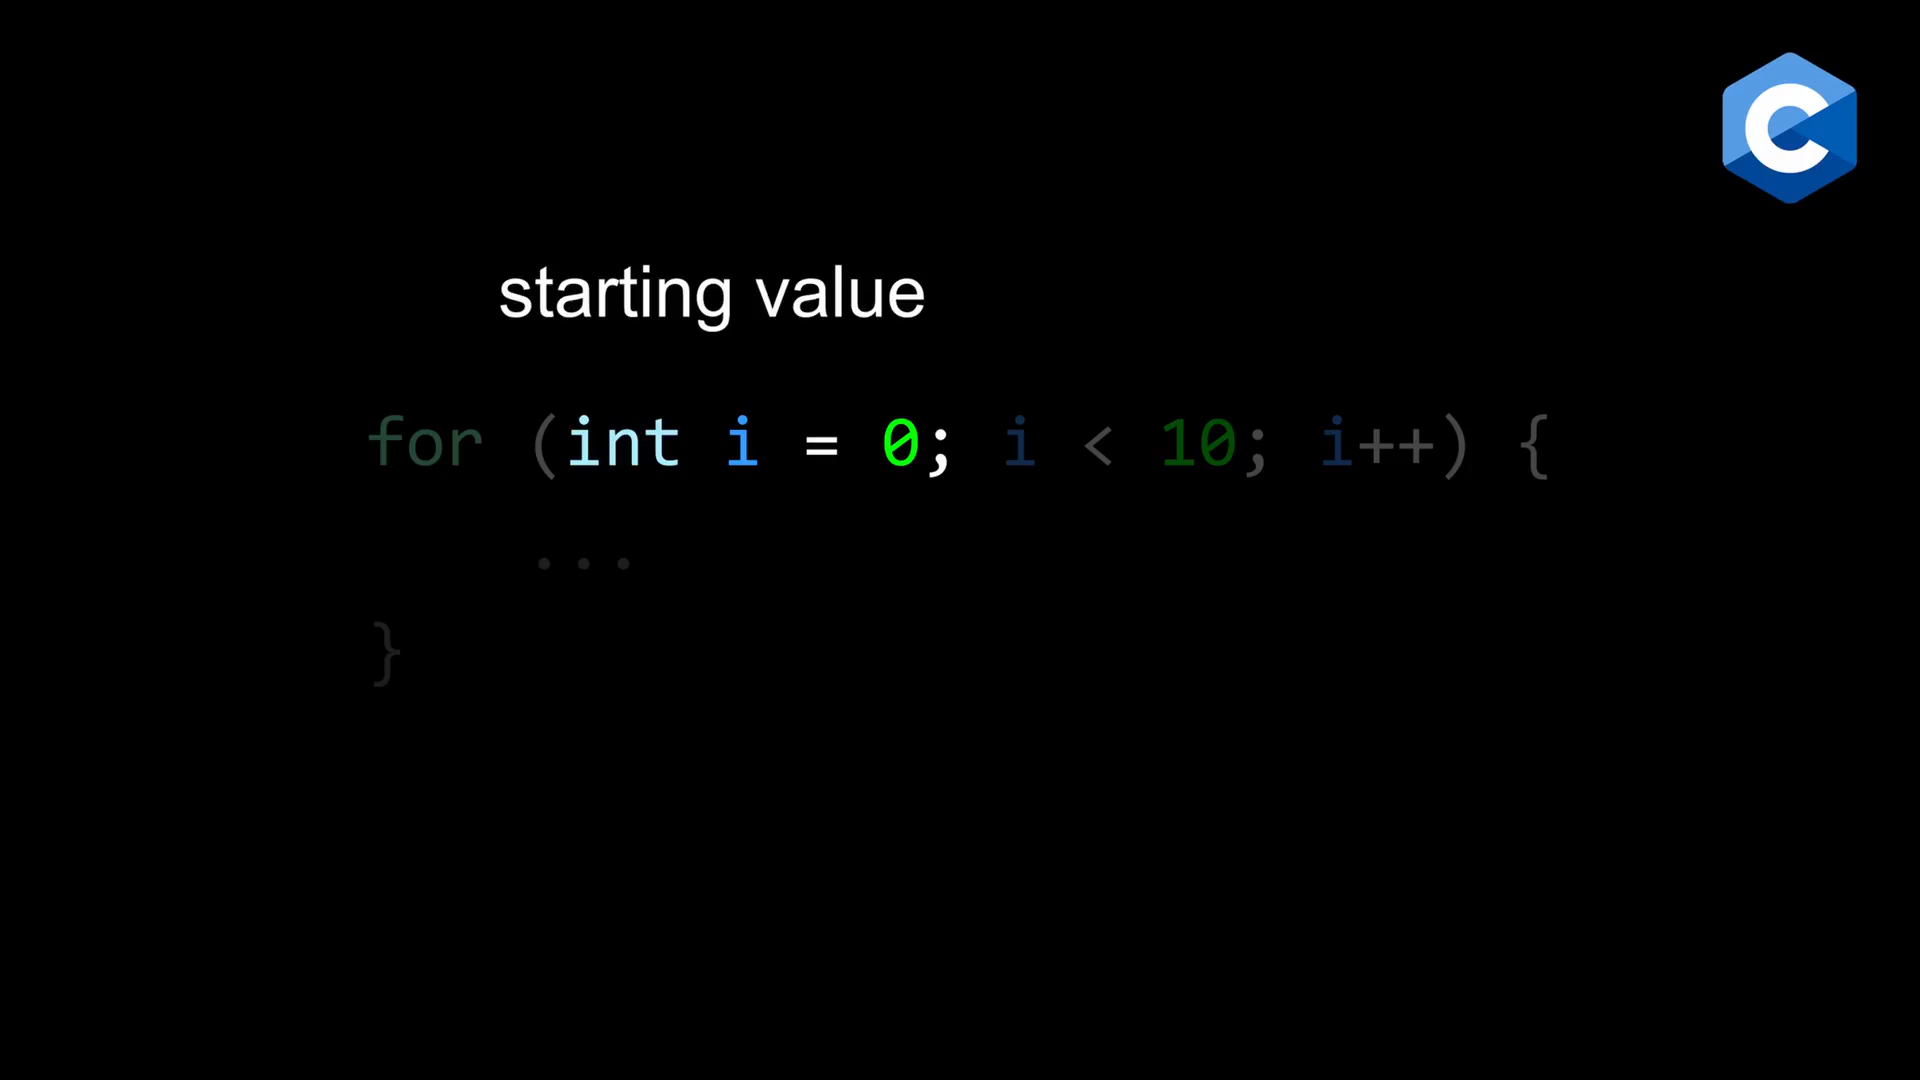 C
starting value
for (int i = 0; i < 10; i++) {
...
}